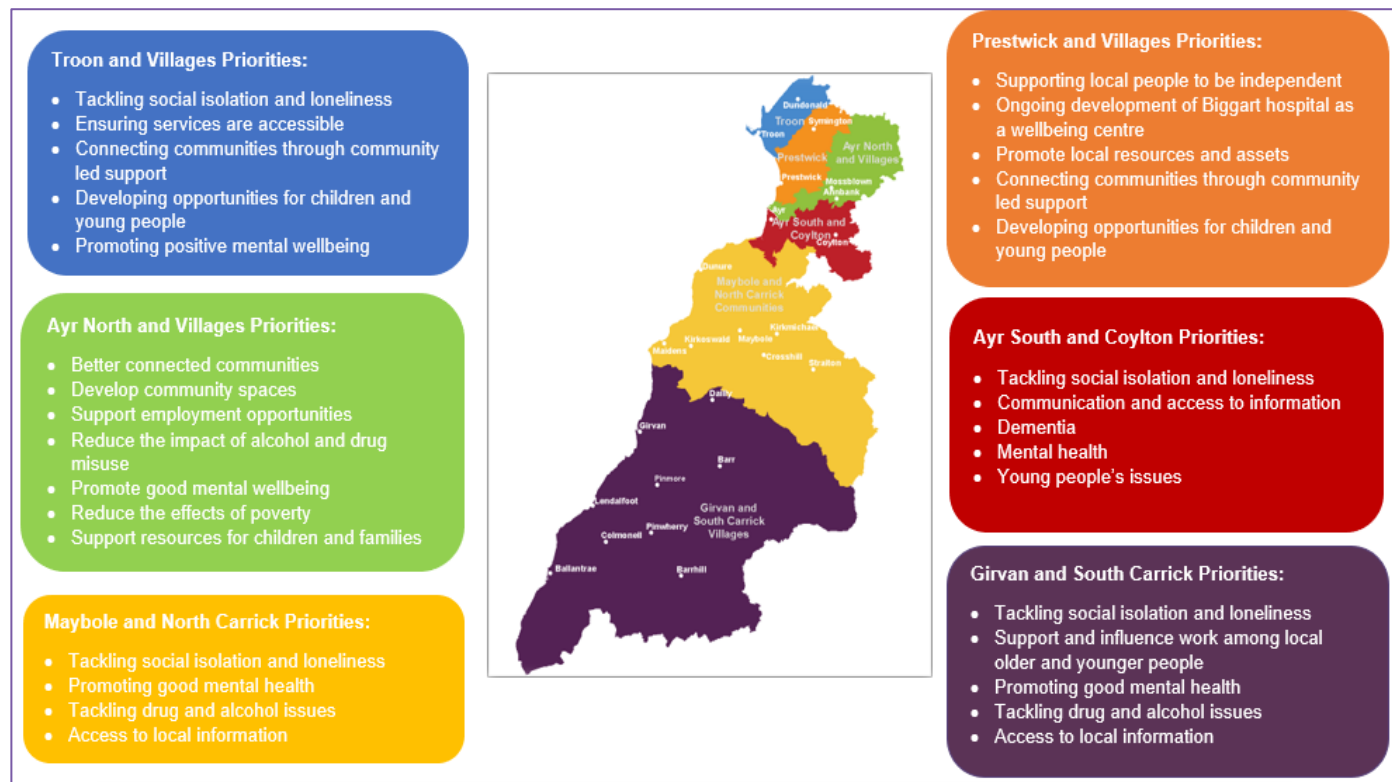 Troon and Villages Priorities:
• Tackling social isolation and loneliness
• Ensuring services are accessible
• Connecting communities through community
led support
• Developing opportunities for children and
young people
• Promoting positive mental wellbeing
Ayr North and Villages Priorities:
• Better connected communities
• Develop community spaces
• Support employment opportunities
• Reduce the impact of alcohol and drug
misuse
• Promote good mental wellbeing
• Reduce the effects of poverty
• Support resources for children and families
Maybole and North Carrick Priorities:
• Tackling social isolation and loneliness
• Promoting good mental health
• Tackling drug and alcohol issues
• Access to local information
Dundonald
Troon
Symington
Troon
Ayr North
and Villages
Prestwick
Prestwick
Mossblown
Annbank
Ayr
Ayr South and
Coylton
Coylton
Dunure
Maybole and
North Carrick
Communities
Kirkmichael
Kirkoswald
Maybole
Maidens
Crosshill
Straiton
Dailly
Girvan
Barr
Pinmore
Lendalfoot
Girvan and
South Carrick
Villages
Pinwherry
Colmonell
Ballantrae
Barrhill
Prestwick and Villages Priorities:
• Supporting local people to be independent
• Ongoing development of Biggart hospital as
a wellbeing centre
• Promote local resources and assets
• Connecting communities through community
led support
• Developing opportunities for children and
young people
Ayr South and Coylton Priorities:
• Tackling social isolation and loneliness
• Communication and access to information
• Dementia
• Mental health
• Young people's issues
Girvan and South Carrick Priorities:
• Tackling social isolation and loneliness
• Support and influence work among local
older and younger people
• Promoting good mental health
• Tackling drug and alcohol issues
• Access to local information